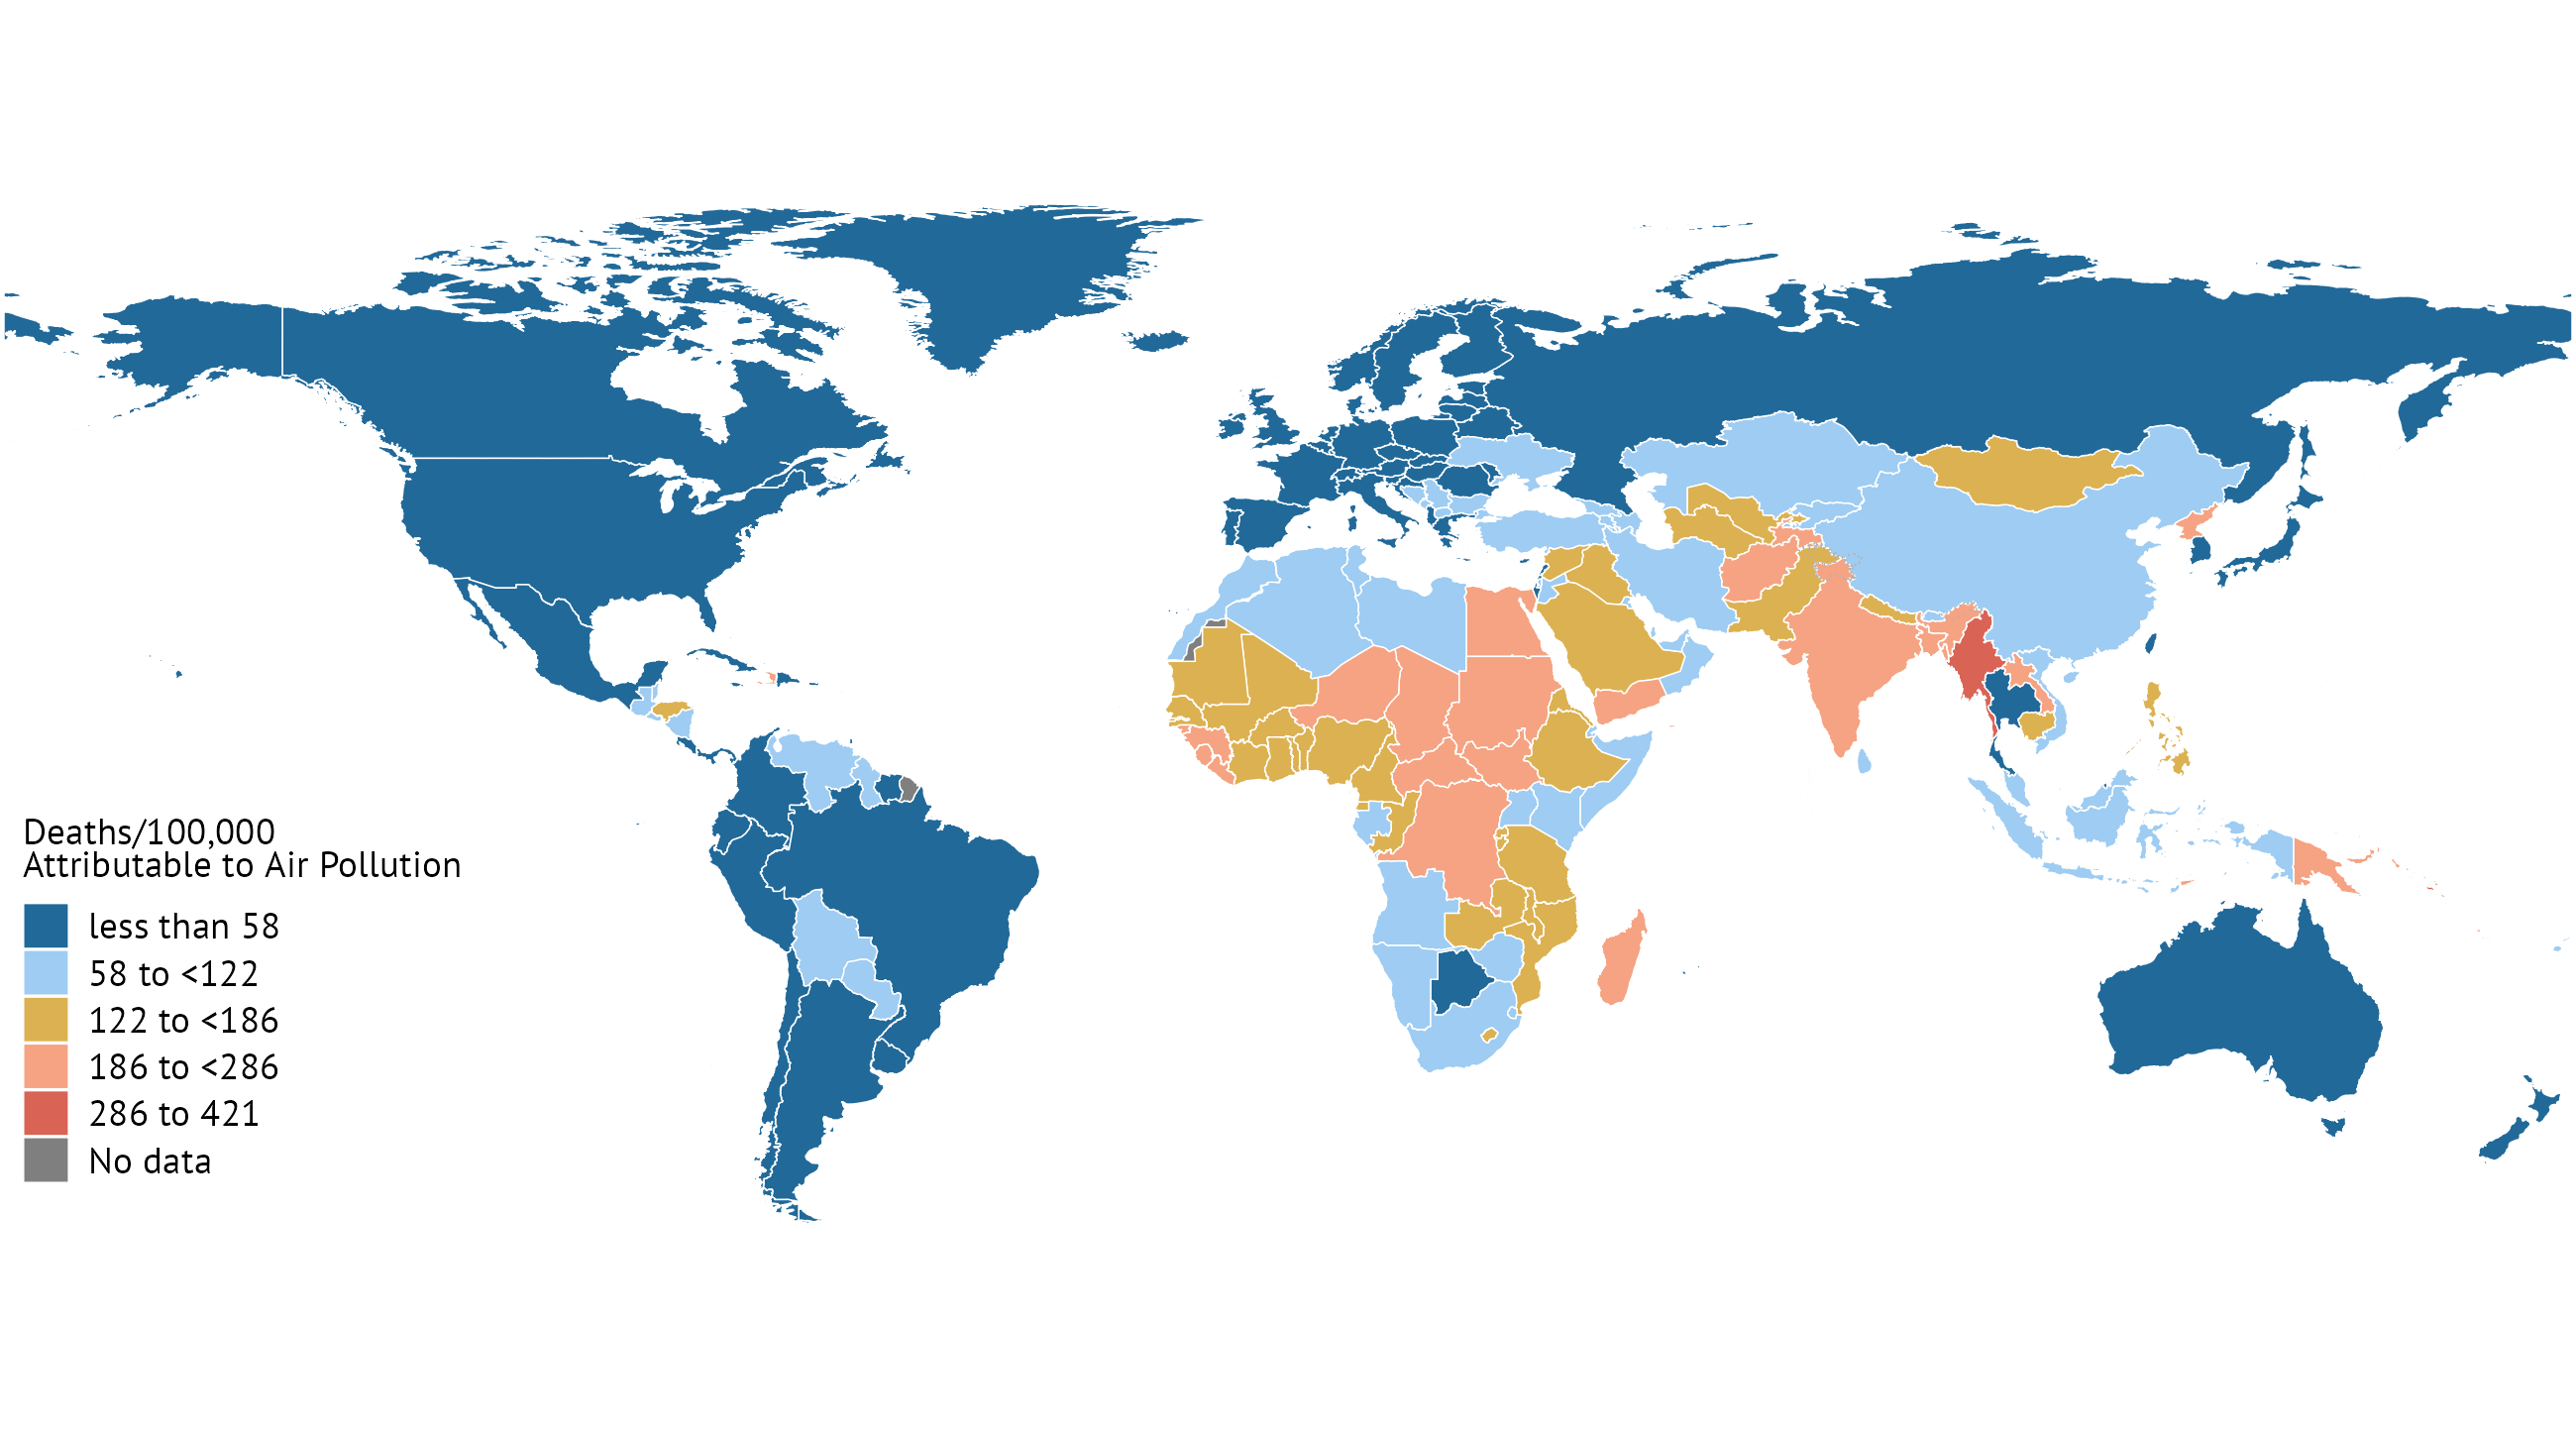 Deaths/100,000
Attributable to Air Pollution
less than 58
58 to <122
122 to <186
186 to <286
286 to 421
No data